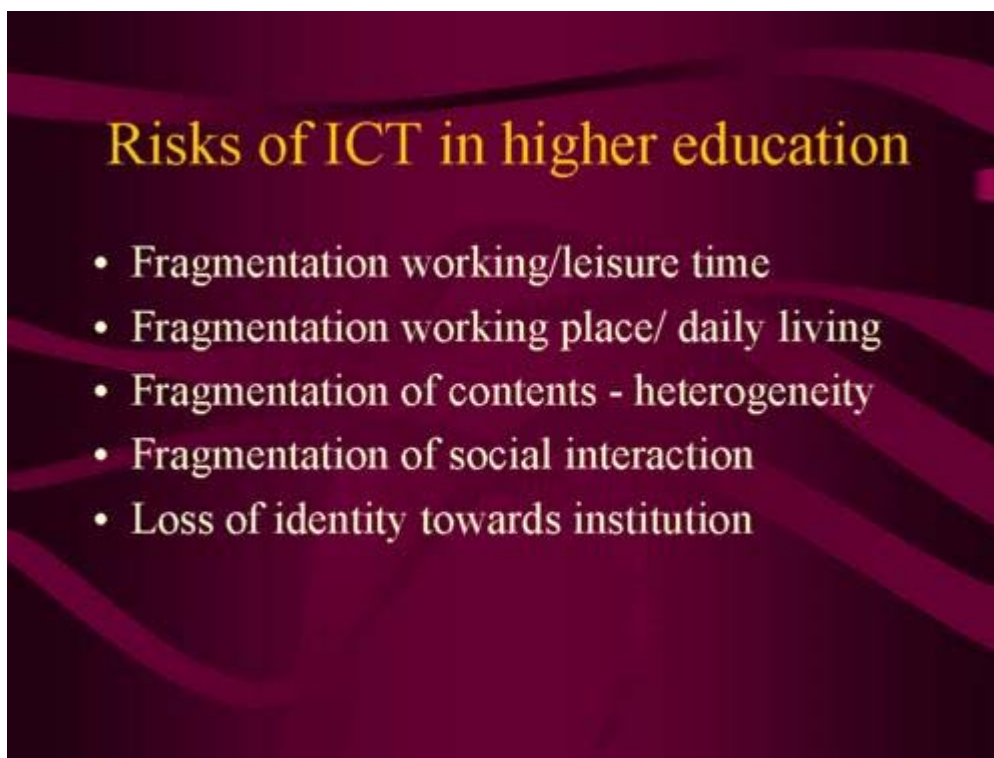 Risks of ICT in higher education
• Fragmentation working/leisure time
• Fragmentation working place/ daily living
• Fragmentation of contents - heterogeneity
• Fragmentation of social interaction
• Loss of identity towards institution